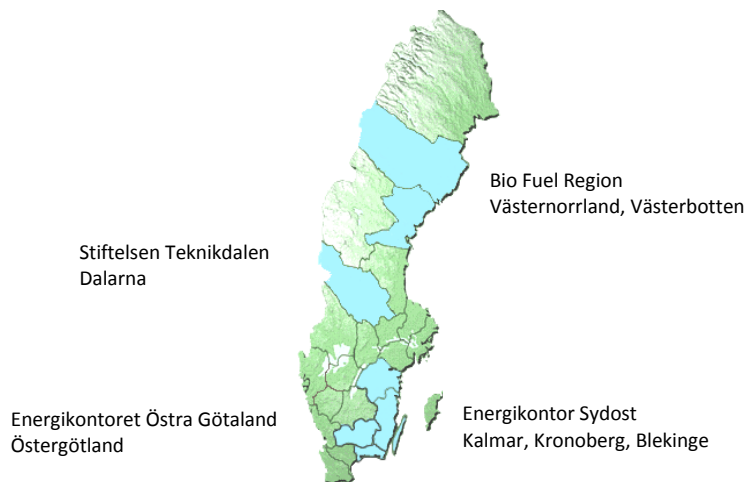 Bio Fuel Region
Västernorrland, Västerbotten
Stiftelsen Teknikdalen
Dalarna
Energikontoret Östra Götaland
Östergötland
Energikontor Sydost
Kalmar, Kronoberg, Blekinge